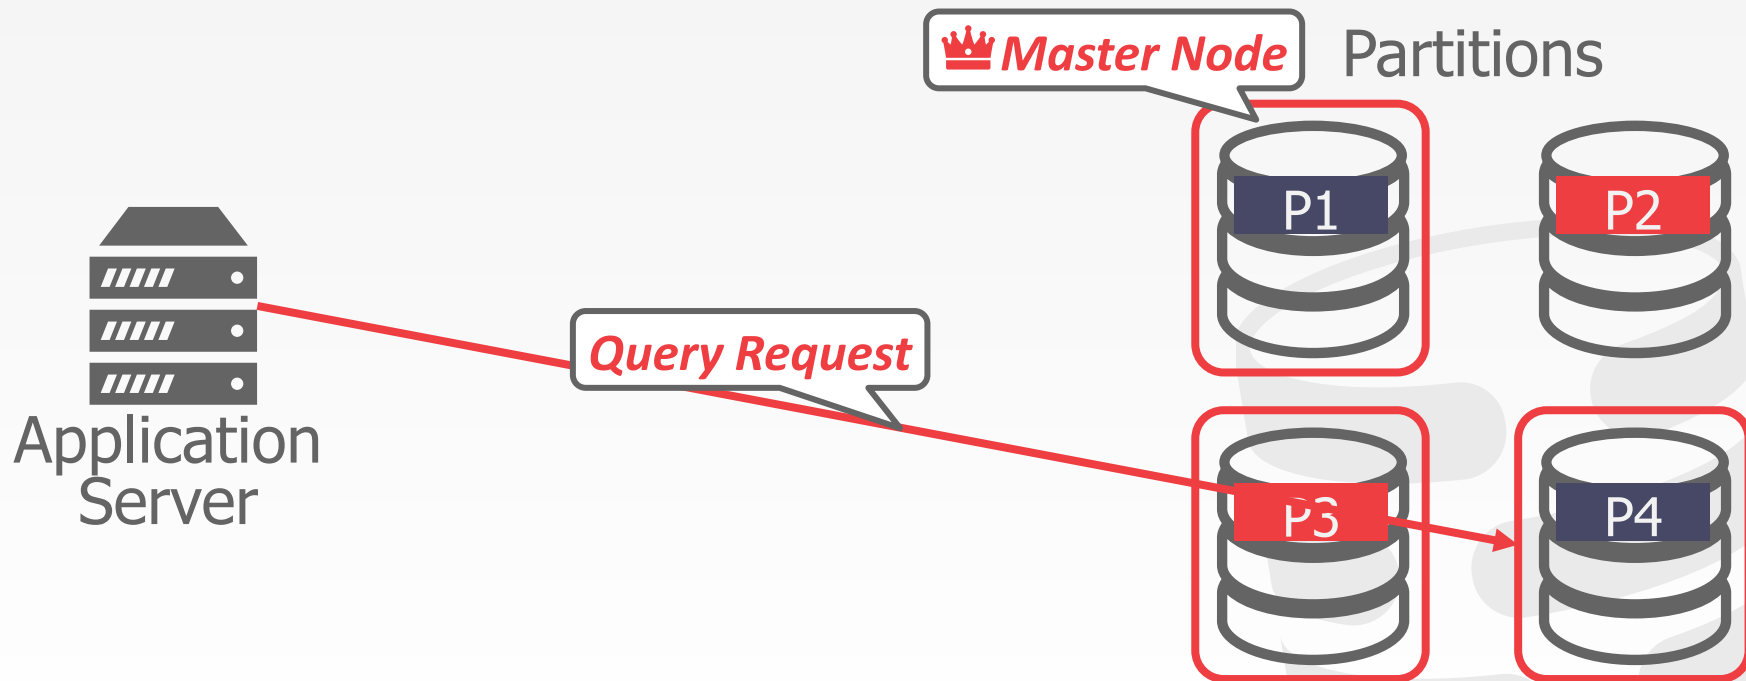 Master Node
Partitions
P1
P2
Query Request
Application
Server
P3
P4